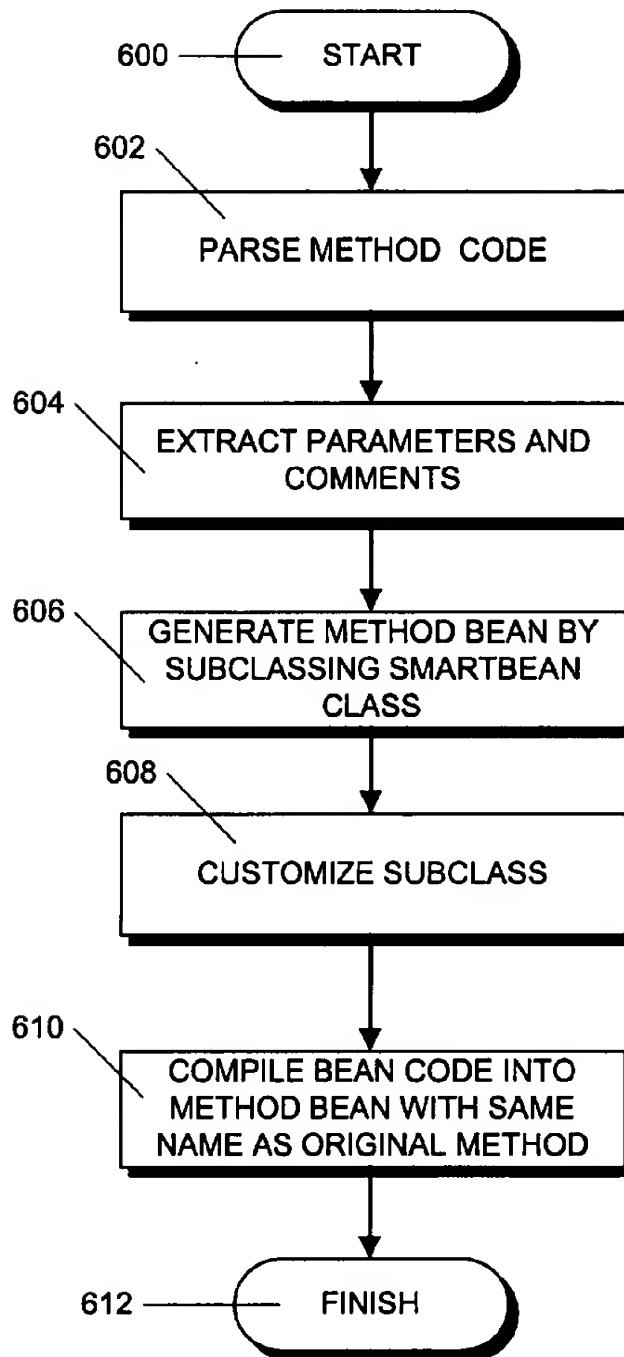 600
START
602
PARSE METHOD CODE
604
EXTRACT PARAMETERS AND
COMMENTS
606
GENERATE METHOD BEAN BY
SUBCLASSING SMARTBEAN
CLASS
608
CUSTOMIZE SUBCLASS
610
COMPILE BEAN CODE INTO
METHOD BEAN WITH SAME
NAME AS ORIGINAL METHOD
612
FINISH